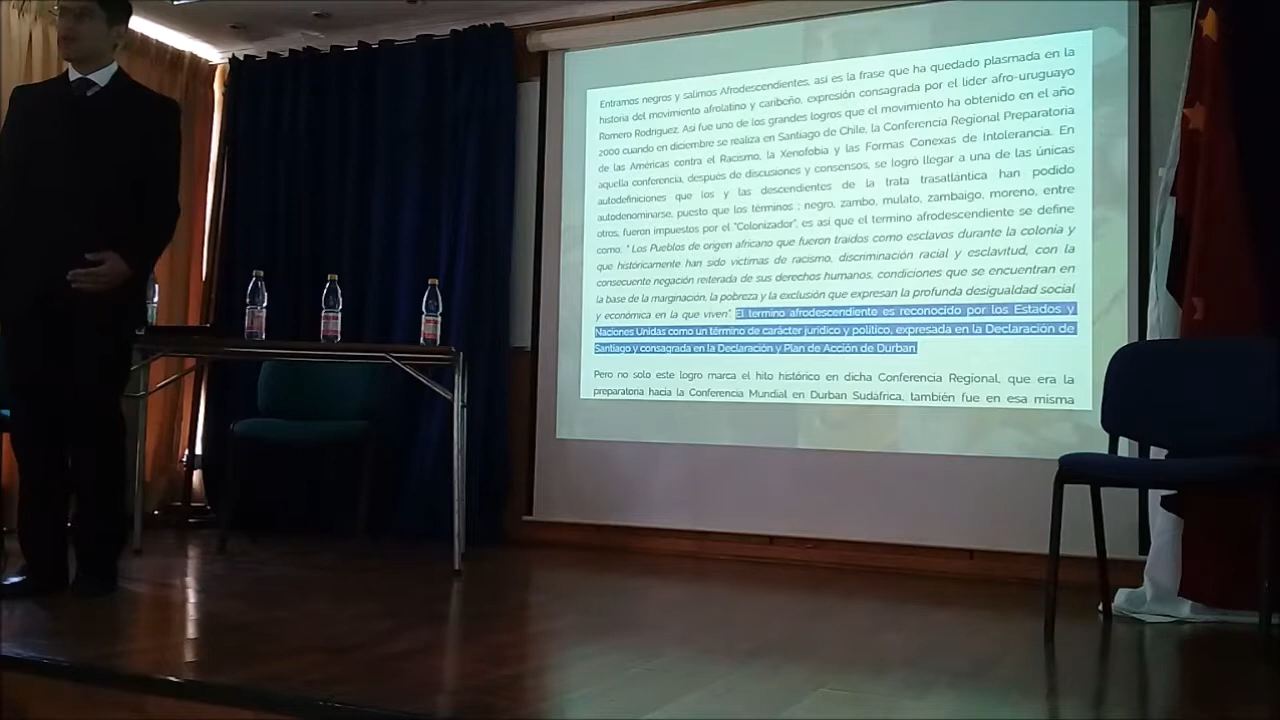 Entramos negros y salimos Afrodescendientes, así es la frase que ha quedado plasmada en la
historia del movimiento afrolatino y caribeño, expresión consagrada por el líder afro-uruguayo
Romero Rodriguez. Así fue uno de los grandes logros que el movimiento ha obtenido en el año
2000 cuando en diciembre se realiza en Santiago de Chile, la Conferencia Regional Preparatoria
de las Américas contra el Racismo, la Xenofobia y las Formas Conexas de Intolerancia. En
aquella conferencia, después de discusiones y consensos, se logro llegar a una de las únicas
autodefiniciones que los y las descendientes de la trata trasatlántica han podido
autodenominarse, puesto que los términos ; negro, zambo, mulato, zambaigo, moreno, entre
otros, fueron impuestos por el "Colonizador", es así que el termino afrodescendiente se define
como; " Los Pueblos de origen africano que fueron traídos como esclavos durante la colonia y
que históricamente han sido victimas de racismo, discriminación racial y esclavitud, con la
consecuente negación reiterada de sus derechos humanos, condiciones que se encuentran en
la base de la marginación, la pobreza y la exclusión que expresan la profunda desigualdad social
y económica en la que viven". El termino afrodescendiente es reconocido por los Estados y
Naciones Unidas como un término de carácter jurídico y político, expresada en la Declaración de
Santiago y consagrada en la Declaración y Plan de Acción de Durban.
Pero no solo este logro marca el hito histórico en dicha Conferencia Regional, que era la
preparatoria hacia la Conferencia Mundial en Durban Sudáfrica, también fue en esa misma